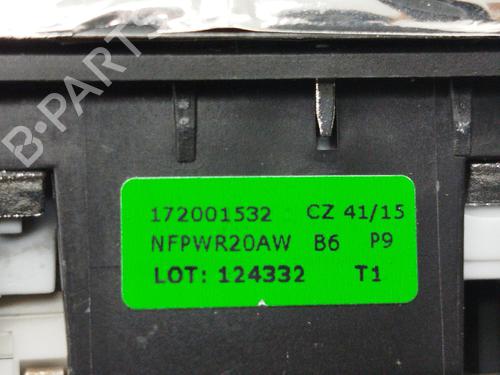 B-PARTS
172001532 CZ 41/15
NFPWR20AW B6 P9
LOT: 124332 T1